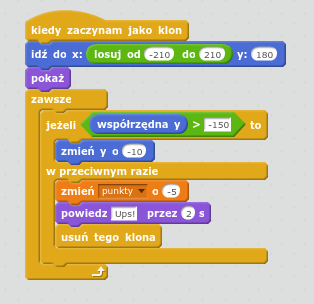 kiedy zaczynam jako klon
idź do x: losuj od -210 do 210 y: 180
pokaż
zawsze
jeżeli współrzędna y > -150 to
zmień y o -10
w przeciwnym razie
zmień punkty o -5
powiedz Ups! przez 2 s
usuń tego klona